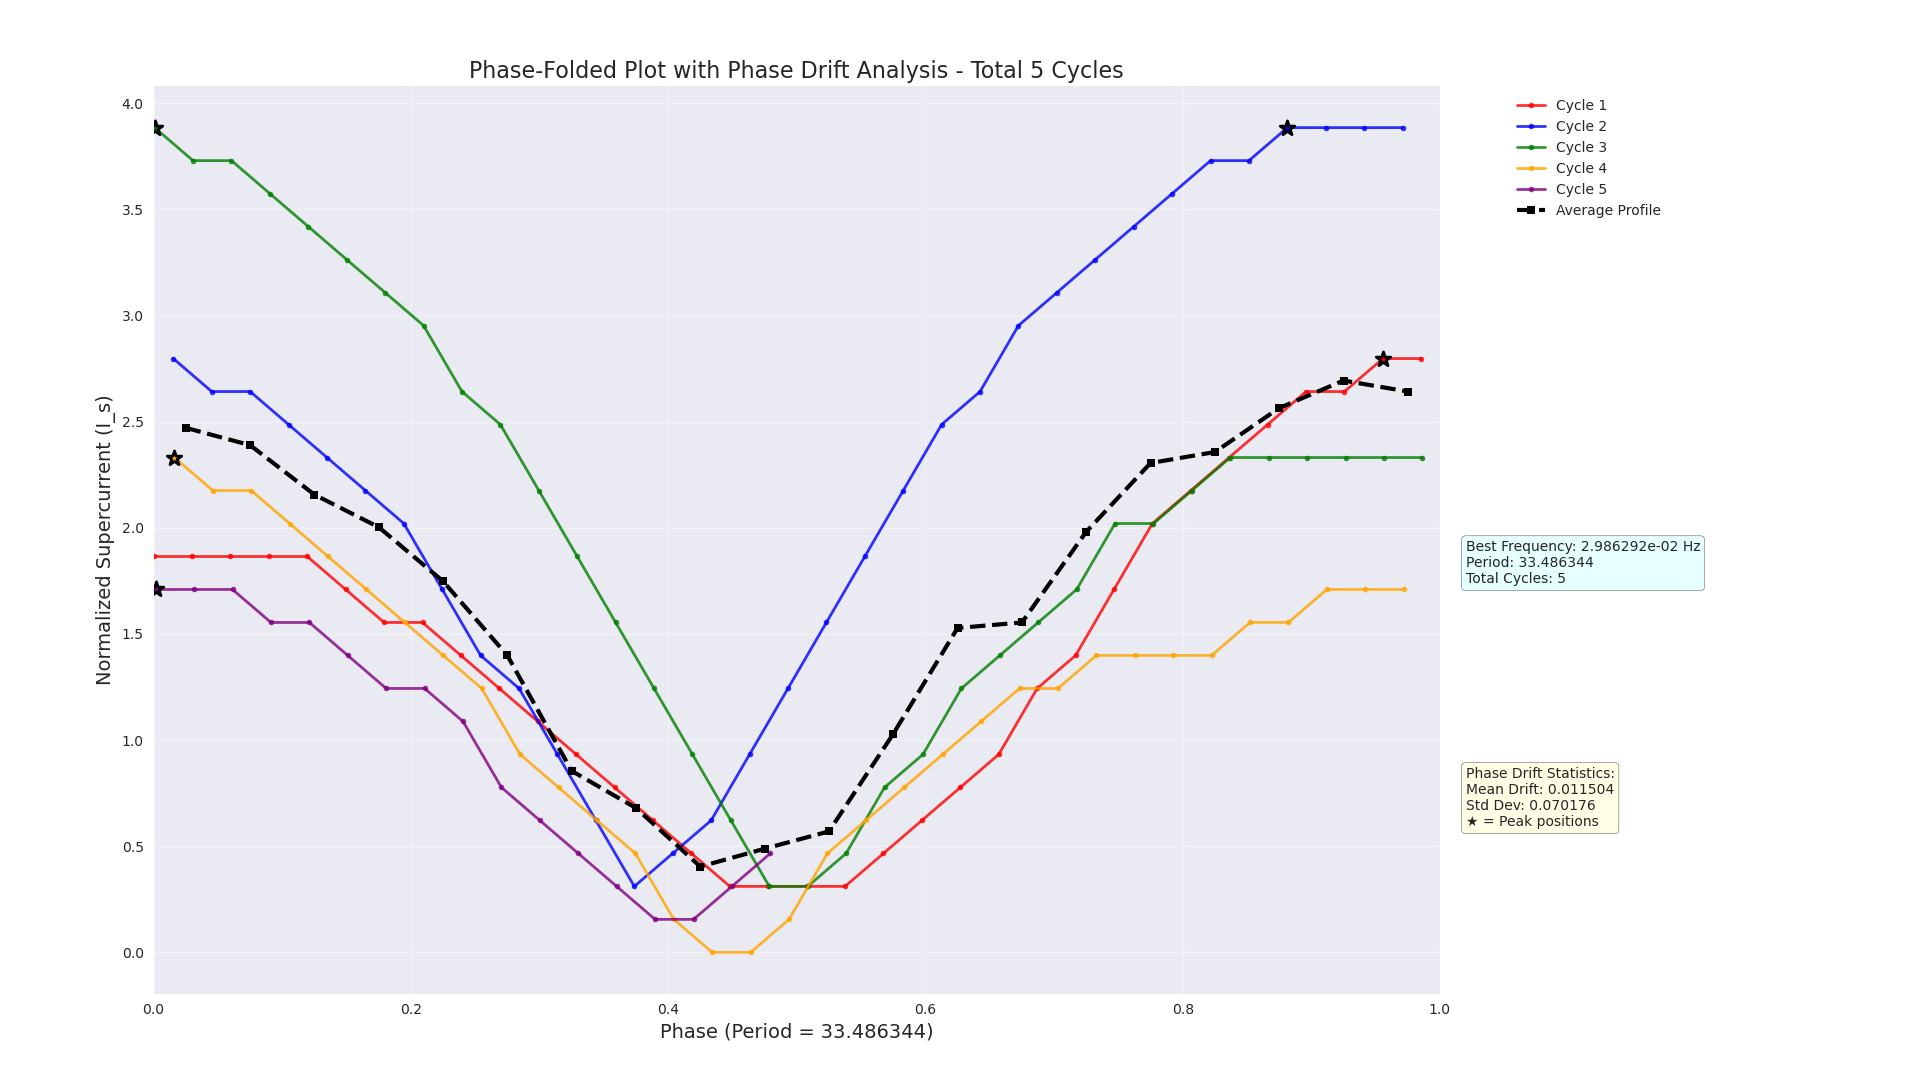 Phase-Folded Plot with Phase Drift Analysis - Total 5 Cycles
Normalized Supercurrent (I_s)
4.0
3.5
3.0
2.5
2.0
1.5
1.0
0.5
0.0
0.0
0.2
0.4
0.6
0.8
1.0
Phase (Period = 33.486344)
Cycle 1
Cycle 2
Cycle 3
Cycle 4
Cycle 5
Average Profile
Best Frequency: 2.986292e-02 Hz
Period: 33.486344
Total Cycles: 5
Phase Drift Statistics:
Mean Drift: 0.011504
Std Dev: 0.070176
★ = Peak positions